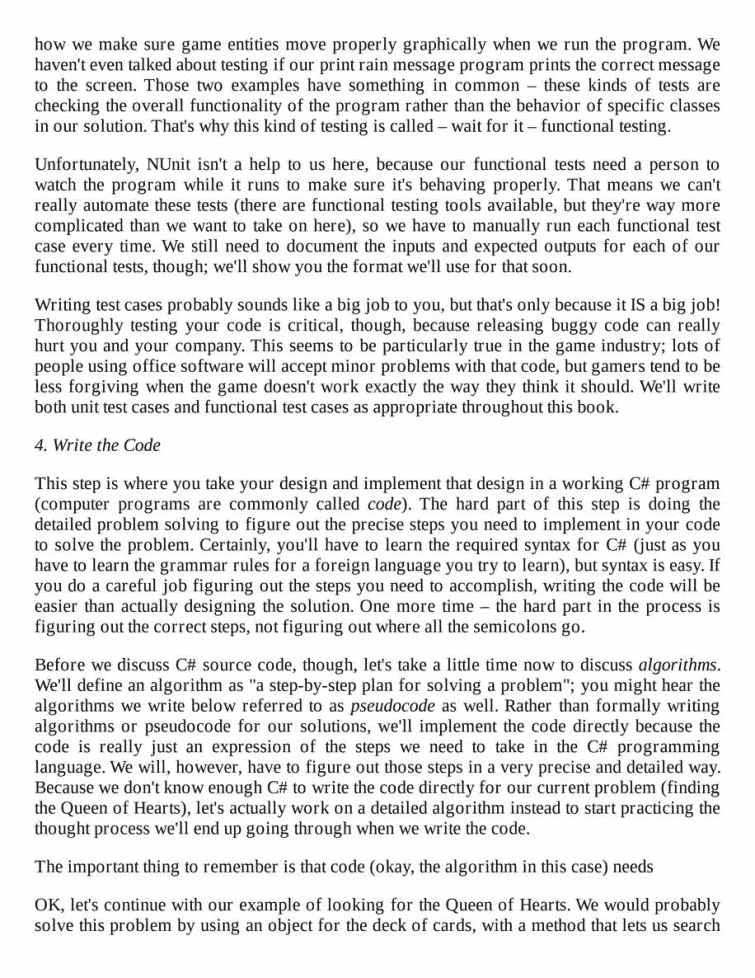 how we make sure game entities move properly graphically when we run the program. We
haven't even talked about testing if our print rain message program prints the correct message
to the screen. Those two examples have something in common – these kinds of tests are
checking the overall functionality of the program rather than the behavior of specific classes
in our solution. That's why this kind of testing is called – wait for it – functional testing.
Unfortunately, NUnit isn't a help to us here, because our functional tests need a person to
watch the program while it runs to make sure it's behaving properly. That means we can't
really automate these tests (there are functional testing tools available, but they're way more
complicated than we want to take on here), so we have to manually run each functional test
case every time. We still need to document the inputs and expected outputs for each of our
functional tests, though; we'll show you the format we'll use for that soon.
Writing test cases probably sounds like a big job to you, but that's only because it IS a big job!
Thoroughly testing your code is critical, though, because releasing buggy code can really
hurt you and your company. This seems to be particularly true in the game industry; lots of
people using office software will accept minor problems with that code, but gamers tend to be
less forgiving when the game doesn't work exactly the way they think it should. We'll write
both unit test cases and functional test cases as appropriate throughout this book.
4. Write the Code
This step is where you take your design and implement that design in a working C# program
(computer programs are commonly called code). The hard part of this step is doing the
detailed problem solving to figure out the precise steps you need to implement in your code
to solve the problem. Certainly, you'll have to learn the required syntax for C# (just as you
have to learn the grammar rules for a foreign language you try to learn), but syntax is easy. If
you do a careful job figuring out the steps you need to accomplish, writing the code will be
easier than actually designing the solution. One more time – the hard part in the process is
figuring out the correct steps, not figuring out where all the semicolons go.
Before we discuss C# source code, though, let's take a little time now to discuss algorithms.
We'll define an algorithm as "a step-by-step plan for solving a problem"; you might hear the
algorithms we write below referred to as pseudocode as well. Rather than formally writing
algorithms or pseudocode for our solutions, we'll implement the code directly because the
code is really just an expression of the steps we need to take in the C# programming
language. We will, however, have to figure out those steps in a very precise and detailed way.
Because we don't know enough C# to write the code directly for our current problem (finding
the Queen of Hearts), let's actually work on a detailed algorithm instead to start practicing the
thought process we'll end up going through when we write the code.
The important thing to remember is that code (okay, the algorithm in this case) needs
OK, let's continue with our example of looking for the Queen of Hearts. We would probably
solve this problem by using an object for the deck of cards, with a method that lets us search